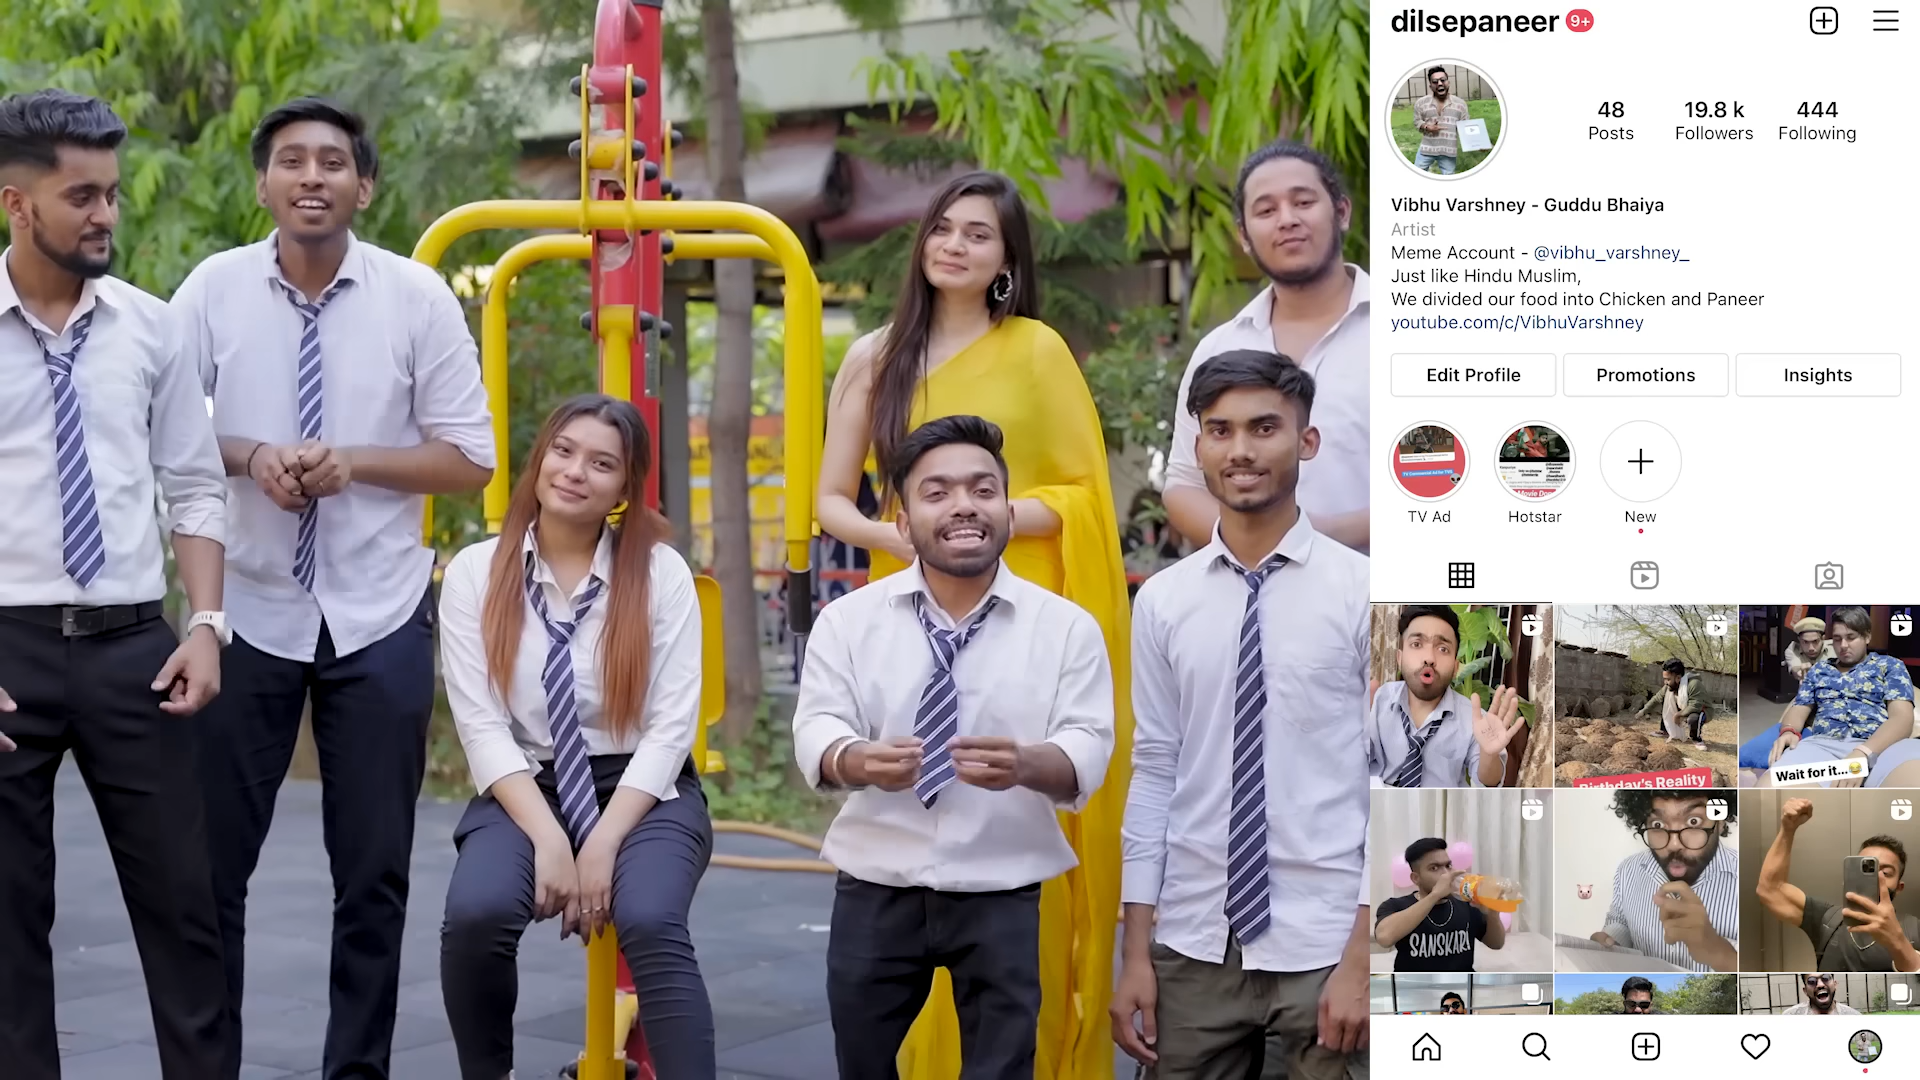 dilsepaneer 9+
48 19.8 k 444
Posts Followers Following
Vibhu Varshney - Guddu Bhaiya
Artist
Meme Account - @vibhu_varshney_
Just like Hindu Muslim,
We divided our food into Chicken and Paneer
youtube.com/c/VibhuVarshney
Edit Profile Promotions Insights
TV Ad Hotstar New
Birthday's Reality
Wait for it...😂
SANSKARI